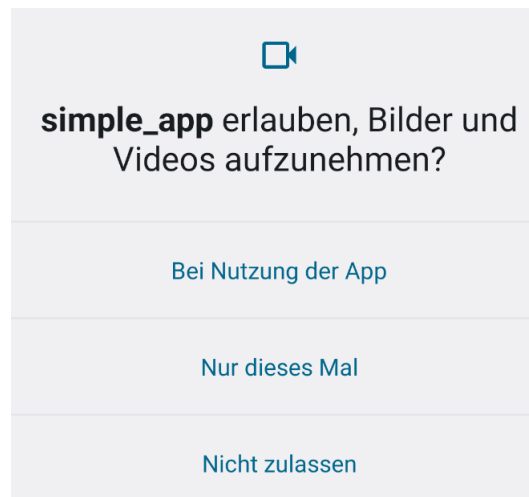 simple_app erlauben, Bilder und
Videos aufzunehmen?
Bei Nutzung der App
Nur dieses Mal
Nicht zulassen